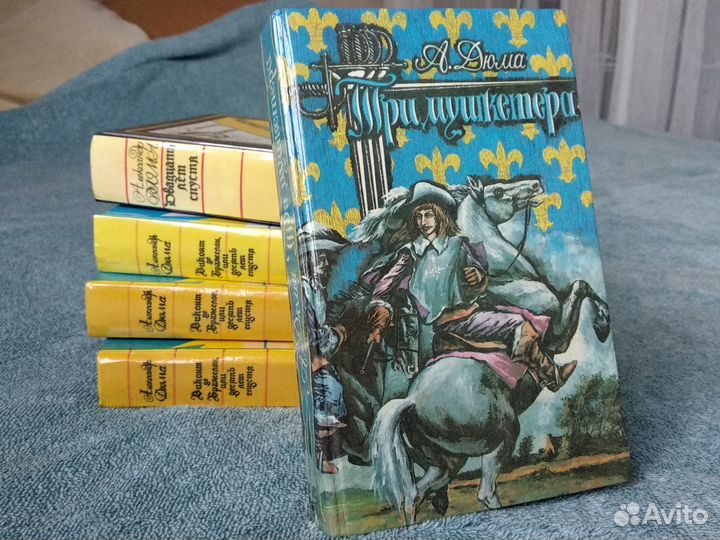 А. Дюма
Три мушкетера
Александр
Дюма
Двадцать
лет
спустя
Александр
Дюма
Виконт
де
Бражелон,
или
десять
лет
спустя
Александр
Дюма
Виконт
де
Бражелон,
или
десять
лет
спустя
Александр
Дюма
Виконт
де
Бражелон,
или
десять
лет
спустя
Avito